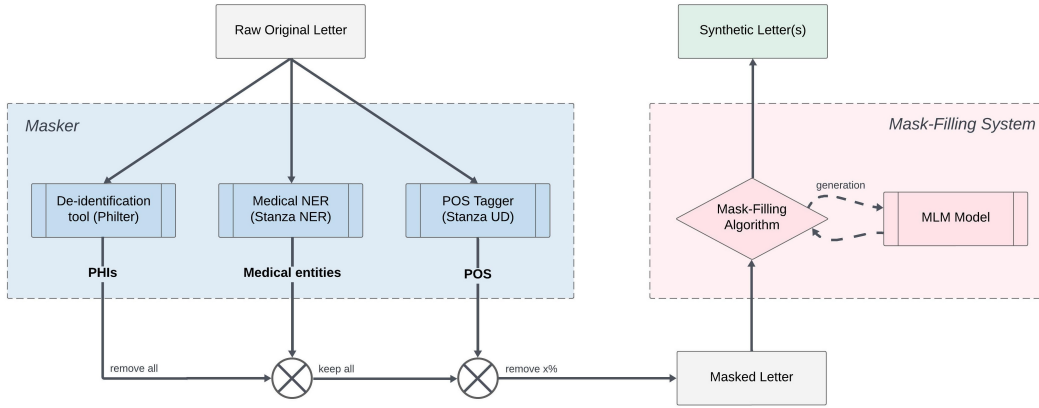 Raw Original Letter
Synthetic Letter(s)
Masker
Mask-Filling System
De-identification
tool (Philter)
Medical NER
(Stanza NER)
POS Tagger
(Stanza UD)
generation
Mask-Filling
Algorithm
MLM Model
PHIs
Medical entities
POS
remove all
keep all
remove x%
Masked Letter